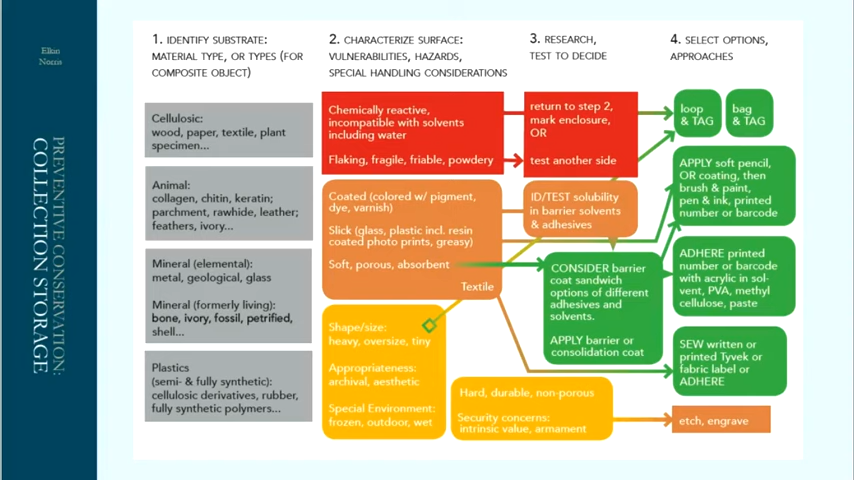 Elkin
Norris
PREVENTIVE CONSERVATION:
COLLECTION STORAGE
1. IDENTIFY SUBSTRATE:
MATERIAL TYPE, OR TYPES (FOR
COMPOSITE OBJECT)
Cellulosic:
wood, paper, textile, plant
specimen...
Animal:
collagen, chitin, keratin;
parchment, rawhide, leather;
feathers, ivory...
Mineral (elemental):
metal, geological, glass
Mineral (formerly living):
bone, ivory, fossil, petrified,
shell...
Plastics
(semi- & fully synthetic):
cellulosic derivatives, rubber,
fully synthetic polymers...
2. CHARACTERIZE SURFACE:
VULNERABILITIES, HAZARDS,
SPECIAL HANDLING CONSIDERATIONS
Chemically reactive,
incompatible with solvents
including water
Flaking, fragile, friable, powdery
Coated (colored w/ pigment,
dye, varnish)
Slick (glass, plastic incl. resin
coated photo prints, greasy)
Soft, porous, absorbent
Textile
Shape/size:
heavy, oversize, tiny
Appropriateness:
archival, aesthetic
Special Environment:
frozen, outdoor, wet
Hard, durable, non-porous
Security concerns:
intrinsic value, armament
3. RESEARCH,
TEST TO DECIDE
return to step 2,
mark enclosure,
OR
test another side
ID/TEST solubility
in barrier solvents
& adhesives
CONSIDER barrier
coat sandwich
options of different
adhesives and
solvents.
APPLY barrier or
consolidation coat
4. SELECT OPTIONS,
APPROACHES
loop
& TAG
bag
& TAG
APPLY soft pencil,
OR coating, then
brush & paint,
pen & ink, printed
number or barcode
ADHERE printed
number or barcode
with acrylic in sol-
vent, PVA, methyl
cellulose, paste
SEW written or
printed Tyvek or
fabric label or
ADHERE
etch, engrave